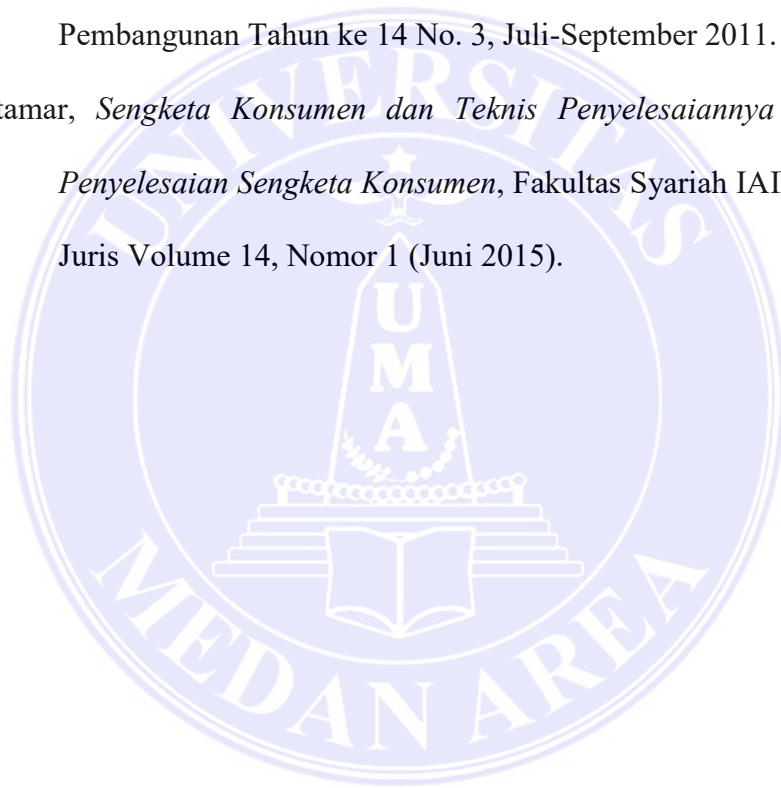 Pembangunan Tahun ke 14 No. 3, Juli-September 2011.
tamar, Sengketa Konsumen dan Teknis Penyelesaiannya
Penyelesaian Sengketa Konsumen, Fakultas Syariah IAI
Juris Volume 14, Nomor 1 (Juni 2015).
UNIVERSITAS
U
M
A
MEDAN AREA